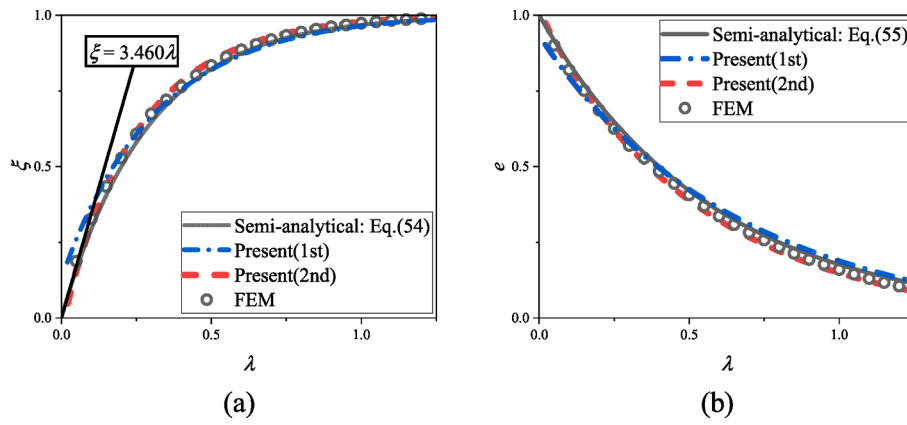 1.0
0.5
0.0
ξ
ξ = 3.460λ
Semi-analytical: Eq.(54)
Present(1st)
Present(2nd)
FEM
0.0
0.5
1.0
λ
(a)
1.0
0.5
0.0
e
Semi-analytical: Eq.(55)
Present(1st)
Present(2nd)
FEM
0.0
0.5
1.0
λ
(b)